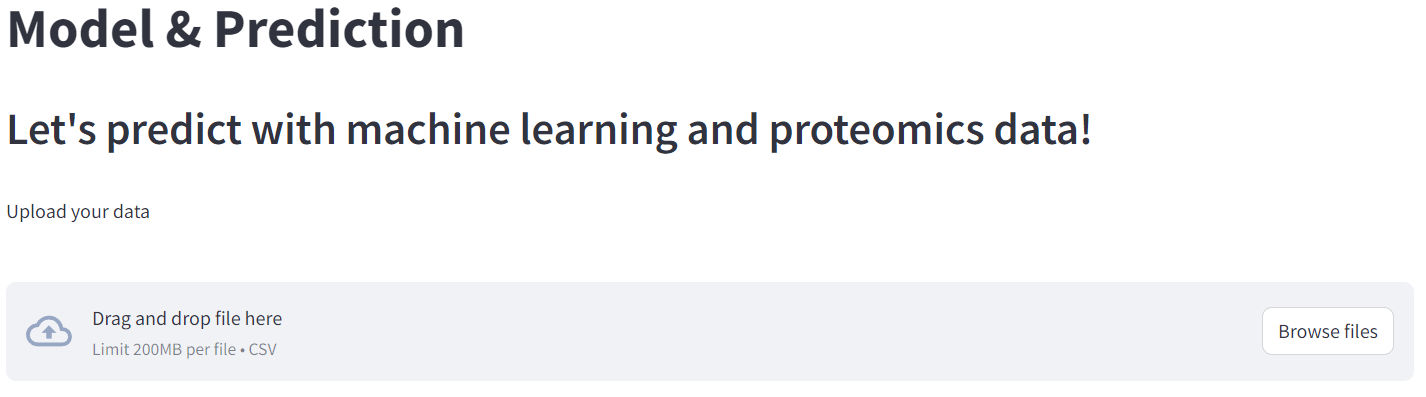 Model & Prediction
Let's predict with machine learning and proteomics data!
Upload your data
Drag and drop file here
Limit 200MB per file • CSV
Browse files